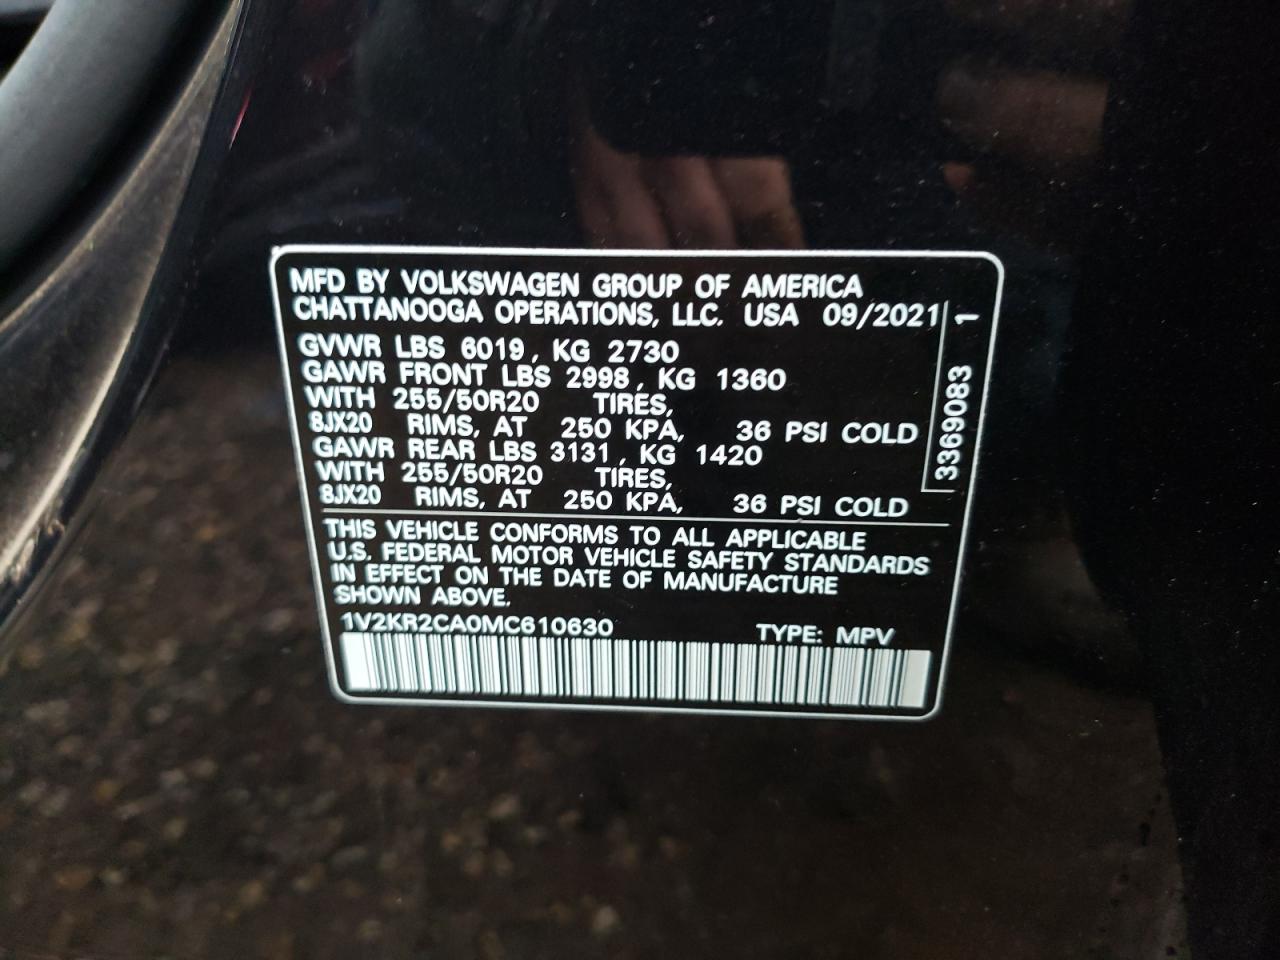 MFD BY VOLKSWAGEN GROUP OF AMERICA
CHATTANOOGA OPERATIONS, LLC. USA 09/2021
GVWR LBS 6019, KG 2730
GAWR FRONT LBS 2998, KG 1360
WITH 255/50R20 TIRES,
8JX20 RIMS, AT 250 KPA, 36 PSI COLD
GAWR REAR LBS 3131, KG 1420
WITH 255/50R20 TIRES,
8JX20 RIMS, AT 250 KPA, 36 PSI COLD
3369083 1
THIS VEHICLE CONFORMS TO ALL APPLICABLE
U.S. FEDERAL MOTOR VEHICLE SAFETY STANDARDS
IN EFFECT ON THE DATE OF MANUFACTURE
SHOWN ABOVE.
1V2KR2CA0MC610630 TYPE: MPV